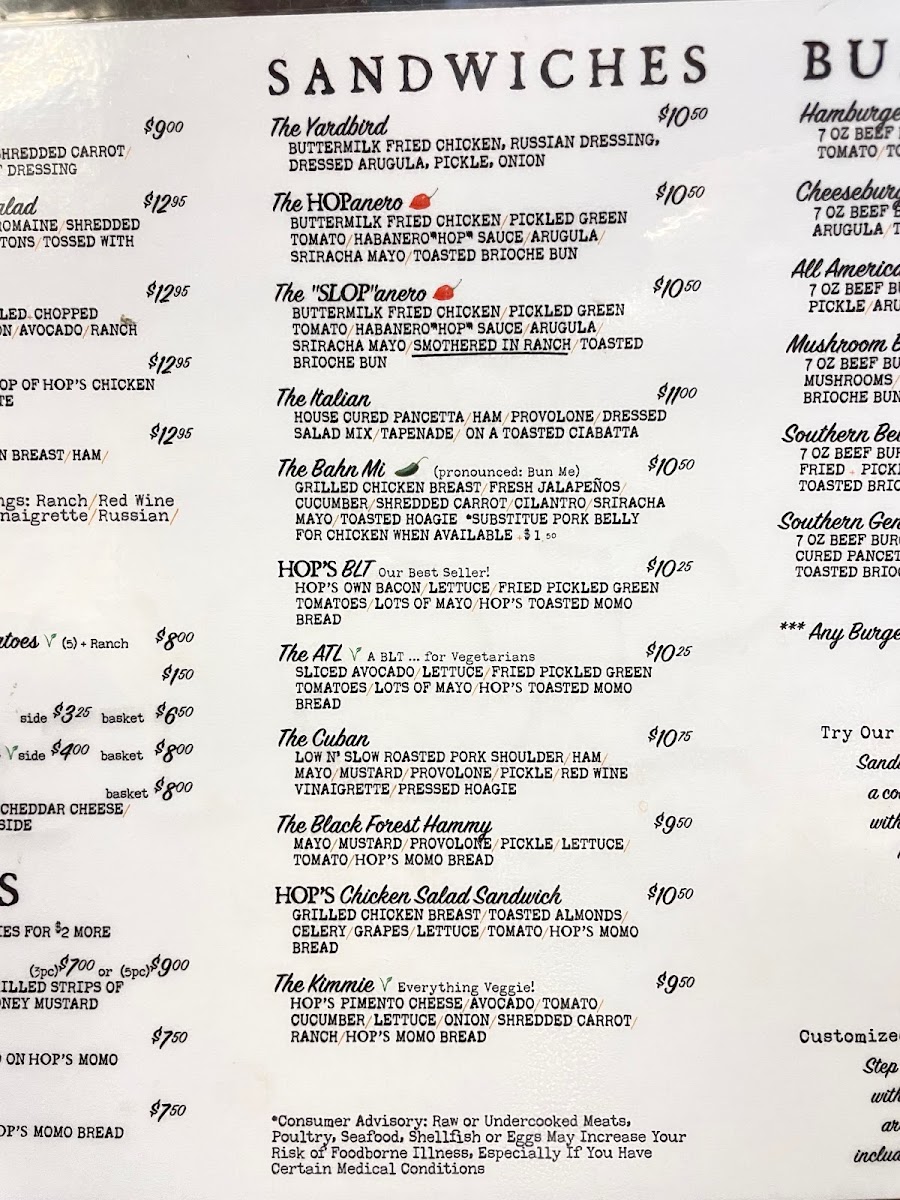 $9.00
SHREDDED CARROT/
DRESSING
$12.95
ROMAINE/SHREDDED
TOSSED WITH
$12.95
CHOPPED
AVOCADO/RANCH
$12.95
OP OF HOP'S CHICKEN
$12.95
BREAST/HAM/
Ranch/Red Wine
Russian/
(5) + Ranch $8.00
$1.50
side $3.25 basket $6.50
side $4.00 basket $8.00
basket $8.00
CHEDDAR CHEESE/
SIDE
S
FOR $2 MORE
(3pc) $7.00 or (5pc) $9.00
STRIPS OF
MUSTARD
$7.50
ON HOP'S MOMO
$7.50
HOP'S MOMO BREAD
SANDWICHES
The Yardbird $10.50
BUTTERMILK FRIED CHICKEN, RUSSIAN DRESSING,
DRESSED ARUGULA, PICKLE, ONION
The HOPanero $10.50
BUTTERMILK FRIED CHICKEN/PICKLED GREEN
TOMATO/HABANERO"HOP" SAUCE/ARUGULA/
SRIRACHA MAYO/TOASTED BRIOCHE BUN
The "SLOP"anero $10.50
BUTTERMILK FRIED CHICKEN/PICKLED GREEN
TOMATO/HABANERO"HOP" SAUCE/ARUGULA/
SRIRACHA MAYO/SMOTHERED IN RANCH/TOASTED
BRIOCHE BUN
The Italian $11.00
HOUSE CURED PANCETTA/HAM/PROVOLONE/DRESSED
SALAD MIX/TAPENADE/ ON A TOASTED CIABATTA
The Bahn Mi (pronounced: Bun Me) $10.50
GRILLED CHICKEN BREAST/FRESH JALAPEÑOS/
CUCUMBER/SHREDDED CARROT/CILANTRO/SRIRACHA
MAYO/TOASTED HOAGIE *SUBSTITUE PORK BELLY
FOR CHICKEN WHEN AVAILABLE +$1.50
HOP'S BLT Our Best Seller! $10.25
HOP'S OWN BACON/LETTUCE/FRIED PICKLED GREEN
TOMATOES/LOTS OF MAYO/HOP'S TOASTED MOMO
BREAD
The ATL V A BLT ... for Vegetarians $10.25
SLICED AVOCADO/LETTUCE/FRIED PICKLED GREEN
TOMATOES/LOTS OF MAYO/HOP'S TOASTED MOMO
BREAD
The Cuban $10.75
LOW N' SLOW ROASTED PORK SHOULDER/HAM/
MAYO/MUSTARD/PROVOLONE/PICKLE/RED WINE
VINAIGRETTE/PRESSED HOAGIE
The Black Forest Hammy $9.50
MAYO/MUSTARD/PROVOLONE/PICKLE/LETTUCE/
TOMATO/HOP'S MOMO BREAD
HOP'S Chicken Salad Sandwich $10.50
GRILLED CHICKEN BREAST/TOASTED ALMONDS/
CELERY/GRAPES/LETTUCE/TOMATO/HOP'S MOMO
BREAD
The Kimmie V Everything Veggie! $9.50
HOP'S PIMENTO CHEESE/AVOCADO/TOMATO/
CUCUMBER/LETTUCE/ONION/SHREDDED CARROT/
RANCH/HOP'S MOMO BREAD
*Consumer Advisory: Raw or Undercooked Meats,
Poultry, Seafood, Shellfish or Eggs May Increase Your
Risk of Foodborne Illness, Especially If You Have
Certain Medical Conditions
BU
Hamburge
7 OZ BEEF
TOMATO/TO
Cheeseburg
7 OZ BEEF B
ARUGULA/T
All America
7 OZ BEEF BU
PICKLE/ARU
Mushroom B
7 OZ BEEF BU
MUSHROOMS/
BRIOCHE BUN
Southern Bel
7 OZ BEEF BUR
FRIED PICK
TOASTED BRIO
Southern Gen
7 OZ BEEF BURG
CURED PANCET
TOASTED BRIO
*** Any Burge
Try Our
Sand
a co
with
Customize
Step
with
ar
includ